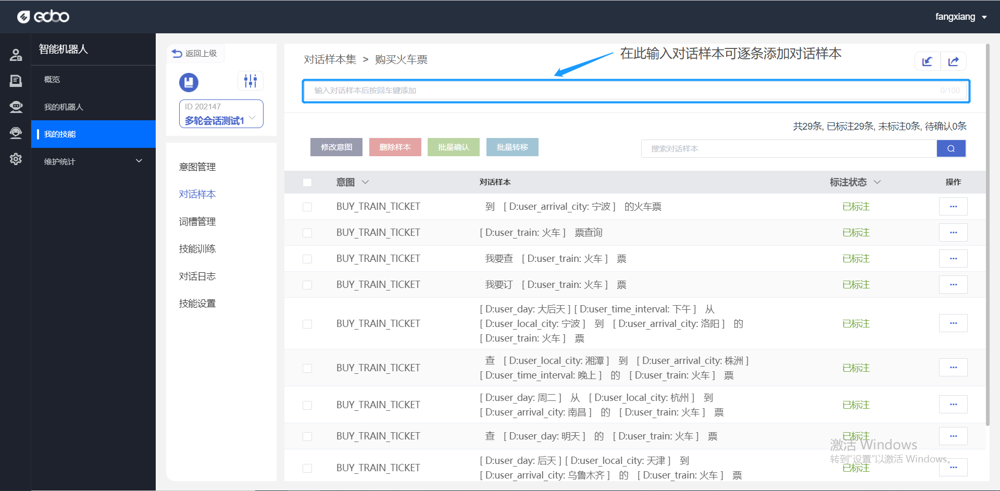 edbo
fangxiang
智能机器人
概览
我的机器人
我的技能
维护统计
返回上级
ID 202147
多轮会话测试1
意图管理
对话样本
词槽管理
技能训练
对话日志
技能设置
对话样本集 > 购买火车票
在此输入对话样本可逐条添加对话样本
输入对话样本后按回车键添加 0/100
共29条, 已标注29条, 未标注0条, 待确认0条
修改意图 删除样本 批量确认 批量转移 搜索对话样本
意图 对话样本 标注状态 操作
BUY_TRAIN_TICKET 到 [ D:user_arrival_city: 宁波 ] 的火车票 已标注 ···
BUY_TRAIN_TICKET [ D:user_train: 火车 ] 票查询 已标注 ···
BUY_TRAIN_TICKET 我要查 [ D:user_train: 火车 ] 票 已标注 ···
BUY_TRAIN_TICKET 我要订 [ D:user_train: 火车 ] 票 已标注 ···
[ D:user_day: 大后天 ] [ D:user_time_interval: 下午 ] 从
BUY_TRAIN_TICKET [ D:user_local_city: 宁波 ] 到 [ D:user_arrival_city: 洛阳 ] 的 已标注 ···
[ D:user_train: 火车 ] 票
查 [ D:user_local_city: 湘潭 ] 到 [ D:user_arrival_city: 株洲 ]
BUY_TRAIN_TICKET 已标注 ···
[ D:user_time_interval: 晚上 ] 的 [ D:user_train: 火车 ] 票
[ D:user_day: 周二 ] 从 [ D:user_local_city: 杭州 ] 到
BUY_TRAIN_TICKET 已标注 ···
[ D:user_arrival_city: 南昌 ] 的 [ D:user_train: 火车 ] 票
BUY_TRAIN_TICKET 查 [ D:user_day: 明天 ] 的 [ D:user_train: 火车 ] 票 已标注 ···
激活 Windows
转到"设置"以激活 Windows。
[ D:user_day: 后天 ] [ D:user_local_city: 天津 ] 到
BUY_TRAIN_TICKET 已标注 ···
[ D:user_arrival_city: 乌鲁木齐 ] 的 [ D:user_train: 火车 ] 票